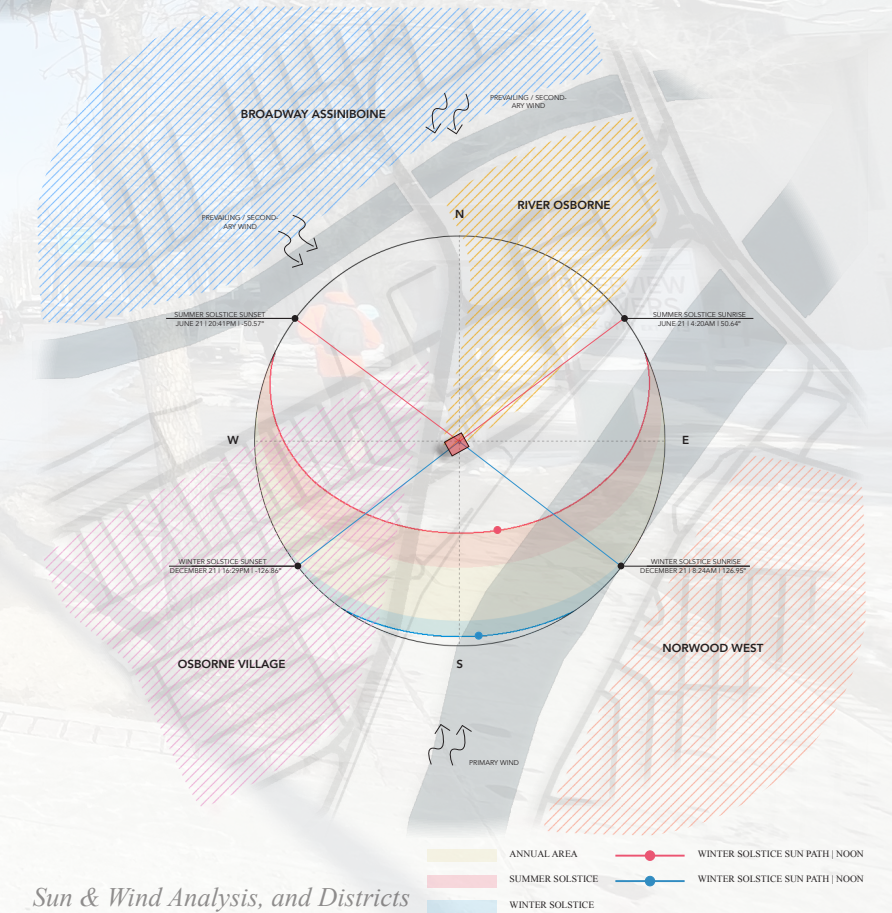 BROADWAY ASSINIBOINE
PREVAILING / SECOND-
ARY WIND
RIVER OSBORNE
N
PREVAILING / SECOND-
ARY WIND
SUMMER SOLSTICE SUNSET
JUNE 21 | 20:41PM | -50.57°
SUMMER SOLSTICE SUNRISE
JUNE 21 | 4:20AM | 50.64°
W
E
WINTER SOLSTICE SUNSET
DECEMBER 21 | 16:29PM | -126.86°
WINTER SOLSTICE SUNRISE
DECEMBER 21 | 8:24AM | 126.95°
OSBORNE VILLAGE
S
NORWOOD WEST
PRIMARY WIND
ANNUAL AREA
WINTER SOLSTICE SUN PATH | NOON
SUMMER SOLSTICE
WINTER SOLSTICE SUN PATH | NOON
WINTER SOLSTICE
Sun & Wind Analysis, and Districts